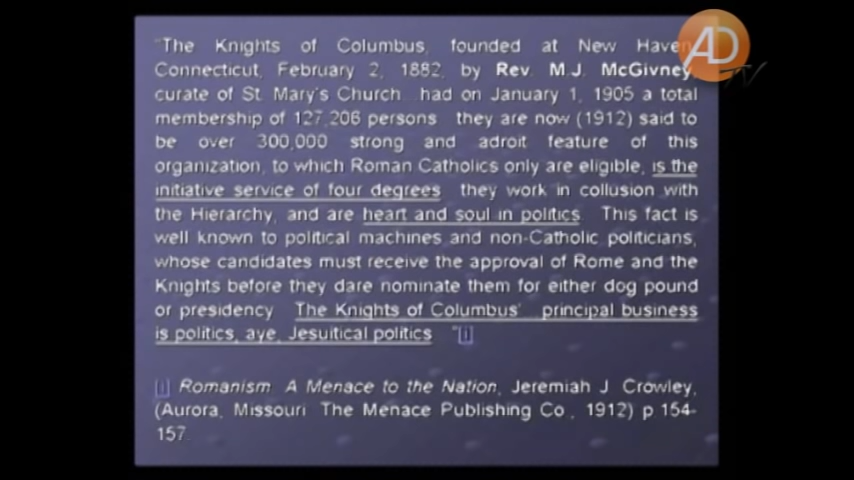 "The Knights of Columbus, founded at New Haven
Connecticut, February 2, 1882, by Rev. M.J. McGivney,
curate of St. Mary's Church...had on January 1, 1905 a total
membership of 127,206 persons they are now (1912) said to
be over 300,000 strong and adroit feature of this
organization, to which Roman Catholics only are eligible, is the
initiative service of four degrees they work in collusion with
the Hierarchy, and are heart and soul in politics This fact is
well known to political machines and non-Catholic politicians,
whose candidates must receive the approval of Rome and the
Knights before they dare nominate them for either dog pound
or presidency The Knights of Columbus' principal business
is politics, aye, Jesuitical politics "[i]
[i] Romanism A Menace to the Nation, Jeremiah J Crowley,
(Aurora, Missouri The Menace Publishing Co., 1912) p 154-
157
AD
TV